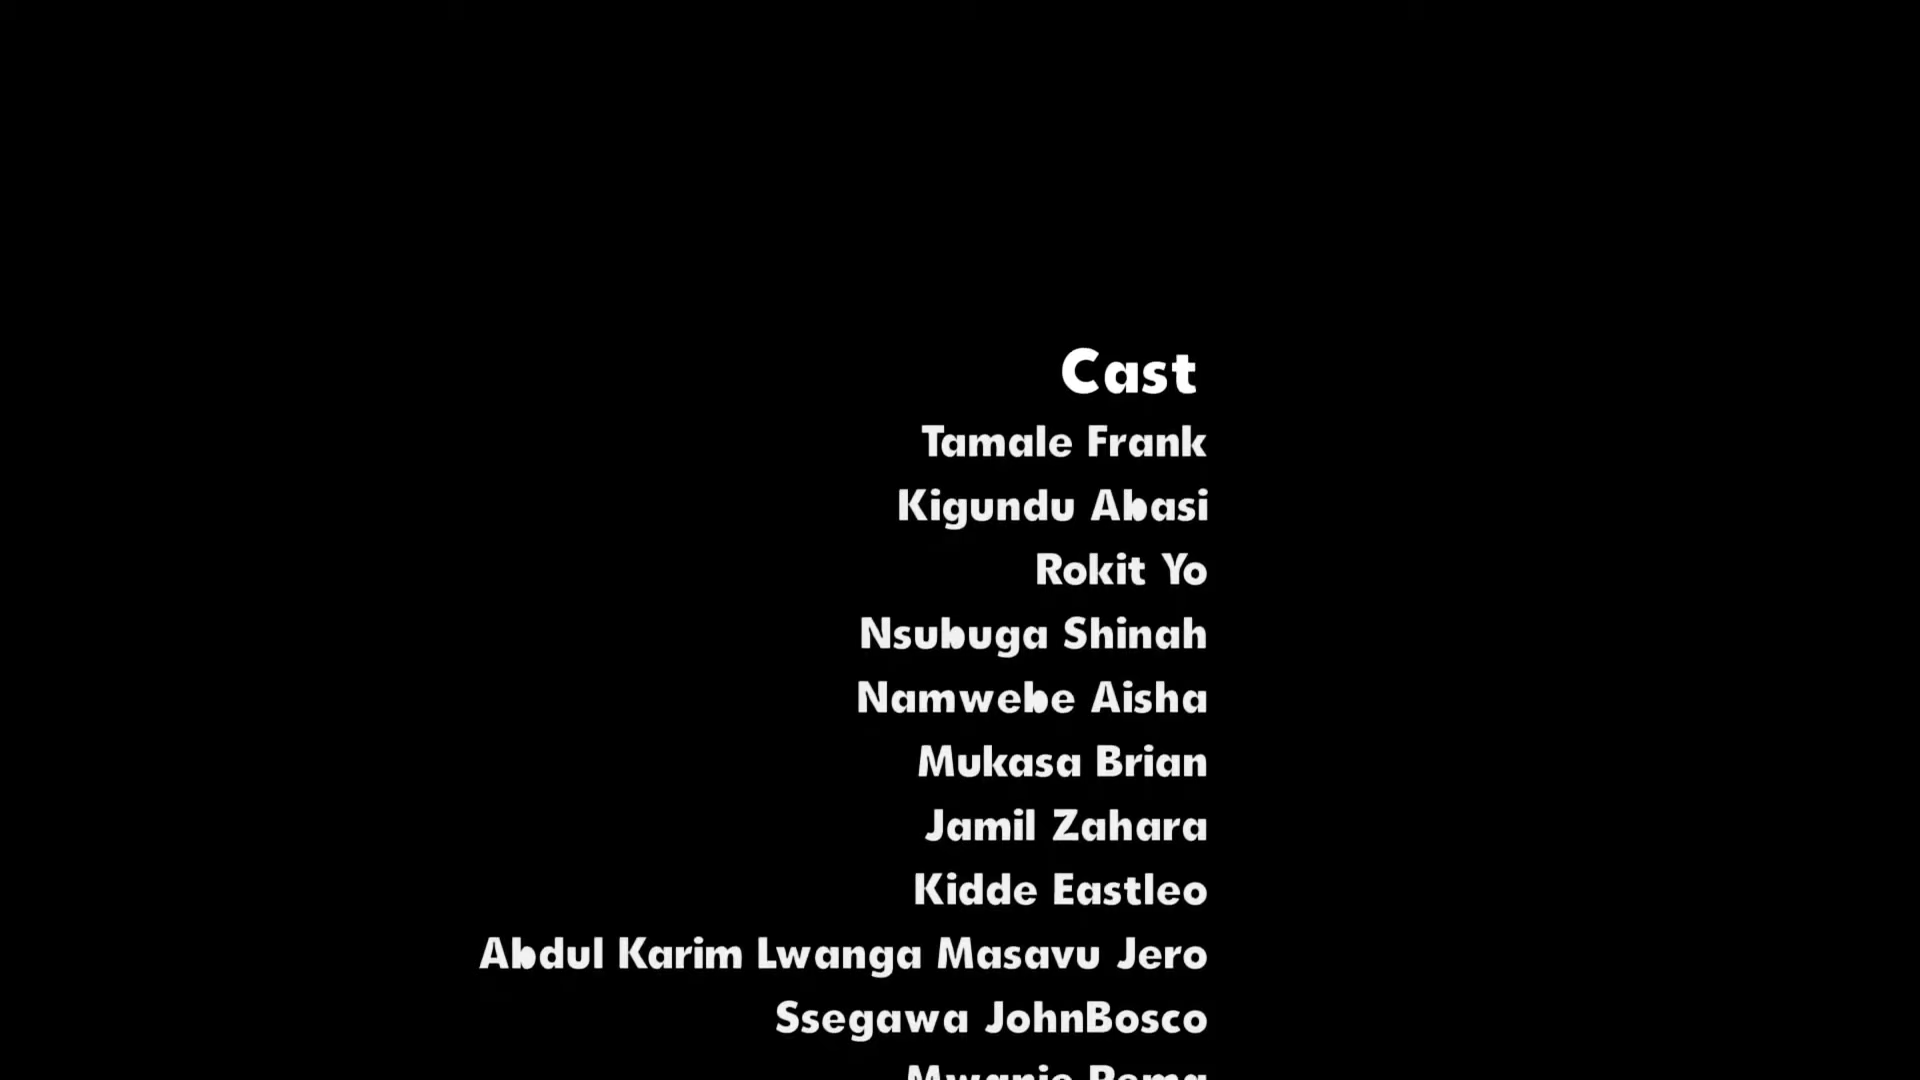 Cast
Tamale Frank
Kigundu Abasi
Rokit Yo
Nsubuga Shinah
Namwebe Aisha
Mukasa Brian
Jamil Zahara
Kidde Eastleo
Abdul Karim Lwanga Masavu Jero
Ssegawa JohnBosco